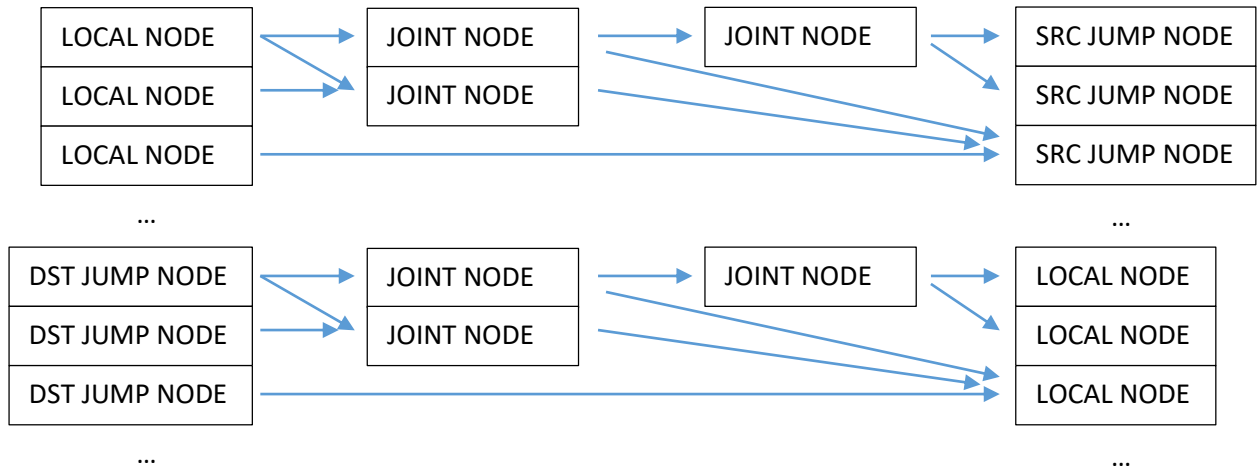 LOCAL NODE JOINT NODE JOINT NODE SRC JUMP NODE
LOCAL NODE JOINT NODE SRC JUMP NODE
LOCAL NODE SRC JUMP NODE
... ...
DST JUMP NODE JOINT NODE JOINT NODE LOCAL NODE
DST JUMP NODE JOINT NODE LOCAL NODE
DST JUMP NODE LOCAL NODE
... ...